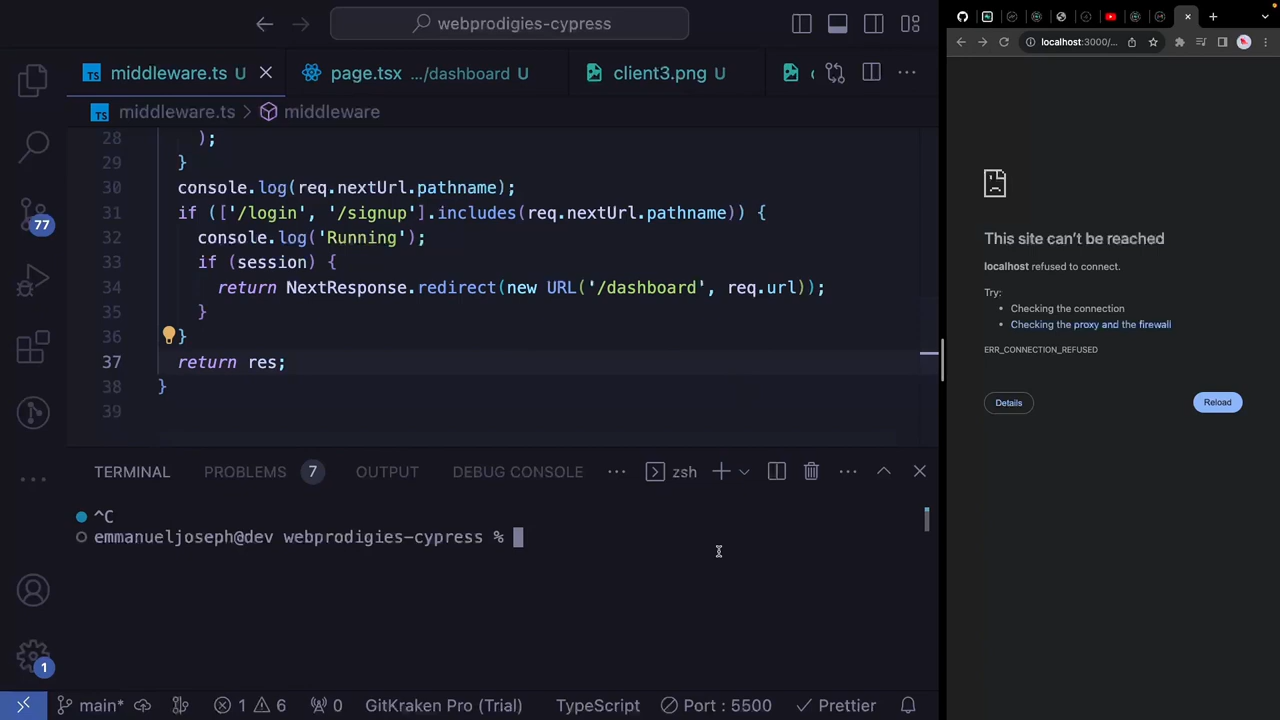 webprodigies-cypress
middleware.ts U
page.tsx .../dashboard U
client3.png U
localhost:3000/...
middleware.ts > middleware
28 );
29 }
30 console.log(req.nextUrl.pathname);
31 if (['/login', '/signup'].includes(req.nextUrl.pathname)) {
32 console.log('Running');
33 if (session) {
34 return NextResponse.redirect(new URL('/dashboard', req.url));
35 }
36 }
37 return res;
38 }
39
77
TERMINAL PROBLEMS 7 OUTPUT DEBUG CONSOLE ... zsh
^C
emmanueljoseph@dev webprodigies-cypress %
1
main* 1 6 0 GitKraken Pro (Trial) TypeScript Port : 5500 Prettier
This site can't be reached
localhost refused to connect.
Try:
• Checking the connection
• Checking the proxy and the firewall
ERR_CONNECTION_REFUSED
Details Reload